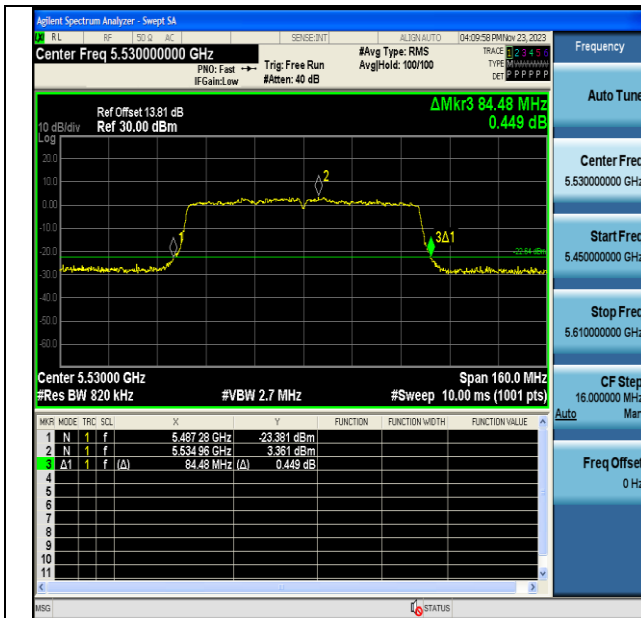 Agilent Spectrum Analyzer - Swept SA
RL RF 50 Ω AC SENSE:INT ALIGN AUTO 04:09:58 PM Nov 23, 2023
Center Freq 5.530000000 GHz #Avg Type: RMS TRACE 1 2 3 4 5 6
PNO: Fast Trig: Free Run Avg|Hold: 100/100 TYPE M W W W W W
IFGain:Low #Atten: 40 dB DET P P P P P P
Ref Offset 13.81 dB ΔMkr3 84.48 MHz
10 dB/div Ref 30.00 dBm 0.449 dB
Log
20.0
10.0
0.00
-10.0
-20.0
-30.0
-40.0
-50.0
-60.0
2
1
3Δ1
-22.64 dBm
Center 5.53000 GHz Span 160.0 MHz
#Res BW 820 kHz #VBW 2.7 MHz #Sweep 10.00 ms (1001 pts)
MKR MODE TRC SCL X Y FUNCTION FUNCTION WIDTH FUNCTION VALUE
1 N 1 f 5.487 28 GHz -23.381 dBm
2 N 1 f 5.534 96 GHz 3.361 dBm
3 Δ1 1 f (Δ) 84.48 MHz (Δ) 0.449 dB
4
5
6
7
8
9
10
11
MSG STATUS
Frequency
Auto Tune
Center Freq
5.530000000 GHz
Start Freq
5.450000000 GHz
Stop Freq
5.610000000 GHz
CF Step
16.000000 MHz
Auto Man
Freq Offset
0 Hz